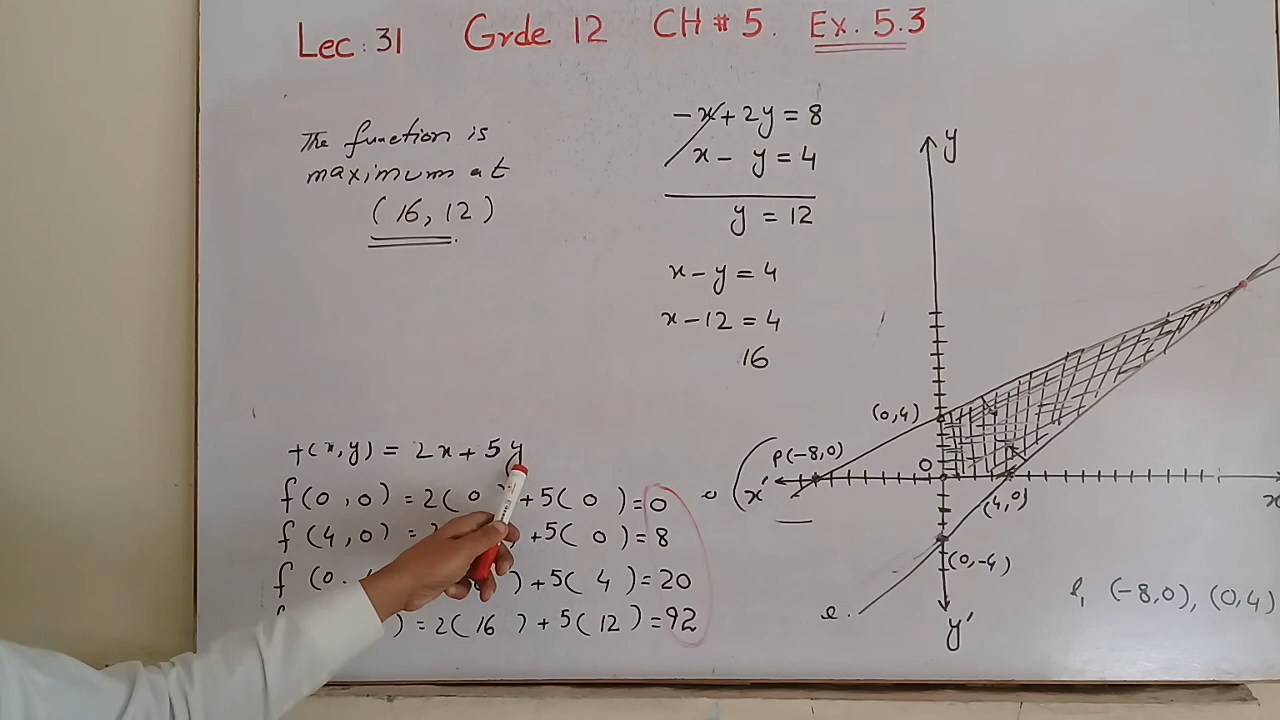 Lec: 31 Grde 12 CH # 5. Ex. 5.3
The function is
maximum at
(16, 12)
-x + 2y = 8
x - y = 4
y = 12
x - y = 4
x - 12 = 4
16
f(x, y) = 2x + 5y
f(0, 0) = 2(0) + 5(0) = 0
f(4, 0) = + 5(0) = 8
f(0. ) + 5(4) = 20
) = 2(16) + 5(12) = 92
y
(0, 4)
P(-8, 0)
0
x'
x
(4, 0)
(0, -4)
y'
l₁ (-8, 0), (0, 4)